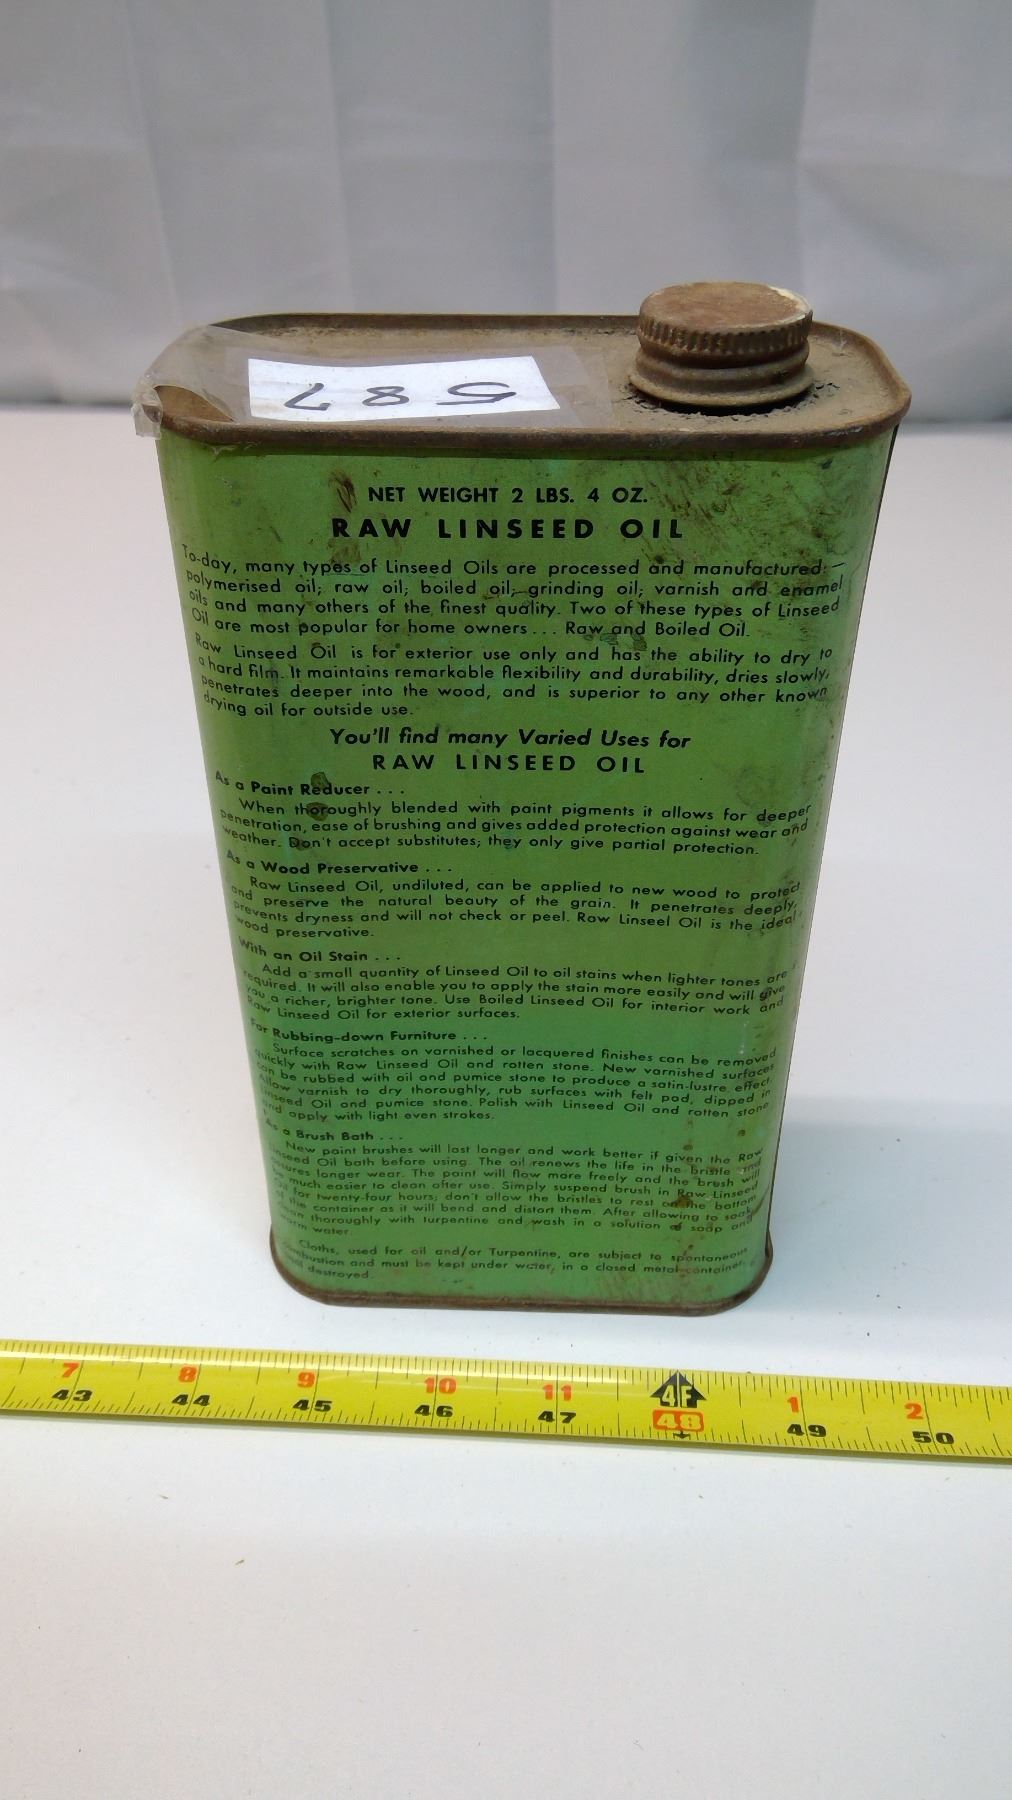 587
NET WEIGHT 2 LBS. 4 OZ.
RAW LINSEED OIL
To-day, many types of Linseed Oils are processed and manufactured:—
polymerised oil; raw oil; boiled oil; grinding oil; varnish and enamel
oils and many others of the finest quality. Two of these types of Linseed
Oil are most popular for home owners... Raw and Boiled Oil.
Raw Linseed Oil is for exterior use only and has the ability to dry to
a hard film. It maintains remarkable flexibility and durability, dries slowly,
penetrates deeper into the wood, and is superior to any other known
drying oil for outside use.
You'll find many Varied Uses for
RAW LINSEED OIL
As a Paint Reducer...
When thoroughly blended with paint pigments it allows for deeper
penetration, ease of brushing and gives added protection against wear and
weather. Don't accept substitutes; they only give partial protection.
As a Wood Preservative...
Raw Linseed Oil, undiluted, can be applied to new wood to protect
and preserve the natural beauty of the grain. It penetrates deeply,
prevents dryness and will not check or peel. Raw Linseel Oil is the ideal
wood preservative.
With an Oil Stain...
Add a small quantity of Linseed Oil to oil stains when lighter tones are
required. It will also enable you to apply the stain more easily and will give
you a richer, brighter tone. Use Boiled Linseed Oil for interior work and
Raw Linseed Oil for exterior surfaces.
For Rubbing-down Furniture...
Surface scratches on varnished or lacquered finishes can be removed
quickly with Raw Linseed Oil and rotten stone. New varnished surfaces
can be rubbed with oil and pumice stone to produce a satin-lustre effect.
Allow varnish to dry thoroughly, rub surfaces with felt pad, dipped in
Linseed Oil and pumice stone. Polish with Linseed Oil and rotten stone
and apply with light even strokes.
As a Brush Bath...
New paint brushes will last longer and work better if given the Raw
Linseed Oil bath before using. The oil renews the life in the bristle and
longer wear. The paint will flow more freely and the brush will
much easier to clean after use. Simply suspend brush in Raw Linseed
Oil for twenty-four hours; don't allow the bristles to rest on the bottom
of the container as it will bend and distort them. After allowing to soak,
clean thoroughly with turpentine and wash in a solution of soap and
warm water.
Cloths, used for oil and/or Turpentine, are subject to spontaneous
combustion and must be kept under water, in a closed metal container,
destroyed.
7 8 9 10 11 4F 1 2
43 44 45 46 47 48 49 50